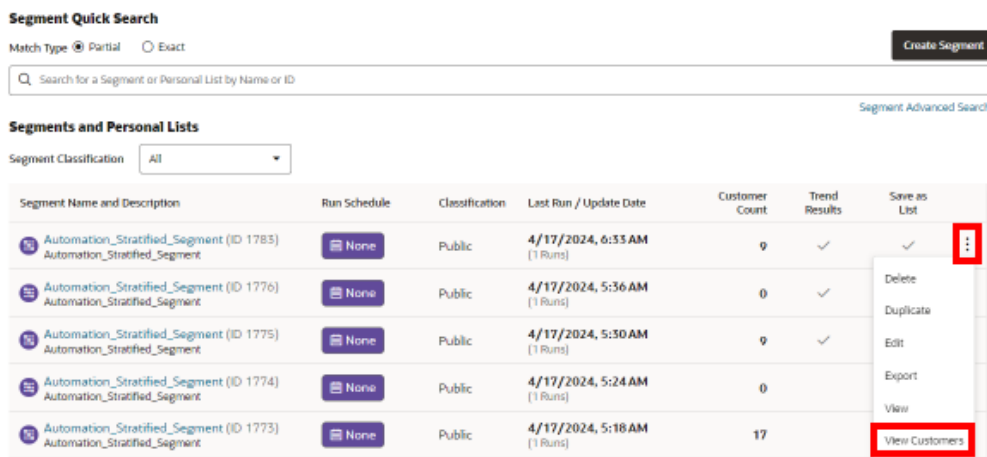 Segment Quick Search
Match Type Partial Exact
Create Segment
Search for a Segment or Personal List by Name or ID
Segment Advanced Search
Segments and Personal Lists
Segment Classification All
Segment Name and Description Run Schedule Classification Last Run / Update Date Customer Count Trend Results Save as List
Automation_Stratified_Segment (ID 1783) None Public 4/17/2024, 6:33 AM 9
Automation_Stratified_Segment (1 Runs)
Automation_Stratified_Segment (ID 1776) None Public 4/17/2024, 5:36 AM 0
Automation_Stratified_Segment (1 Runs)
Automation_Stratified_Segment (ID 1775) None Public 4/17/2024, 5:30 AM 9
Automation_Stratified_Segment (1 Runs)
Automation_Stratified_Segment (ID 1774) None Public 4/17/2024, 5:24 AM 0
Automation_Stratified_Segment (1 Runs)
Automation_Stratified_Segment (ID 1773) None Public 4/17/2024, 5:18 AM 17
Automation_Stratified_Segment (1 Runs)
Delete
Duplicate
Edit
Export
View
View Customers